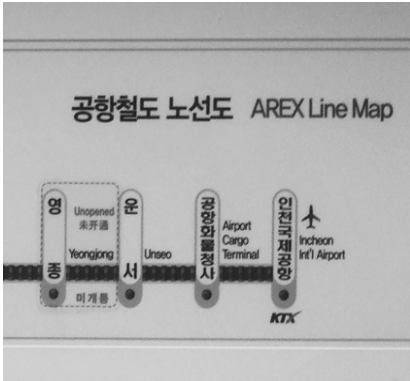 공항철도 노선도 AREX Line Map
영종
Unopened
未开通
Yeongjong
미개통
운서
Unseo
공항화물청사
Airport
Cargo
Terminal
인천국제공항
Incheon
Int'l Airport
KTX